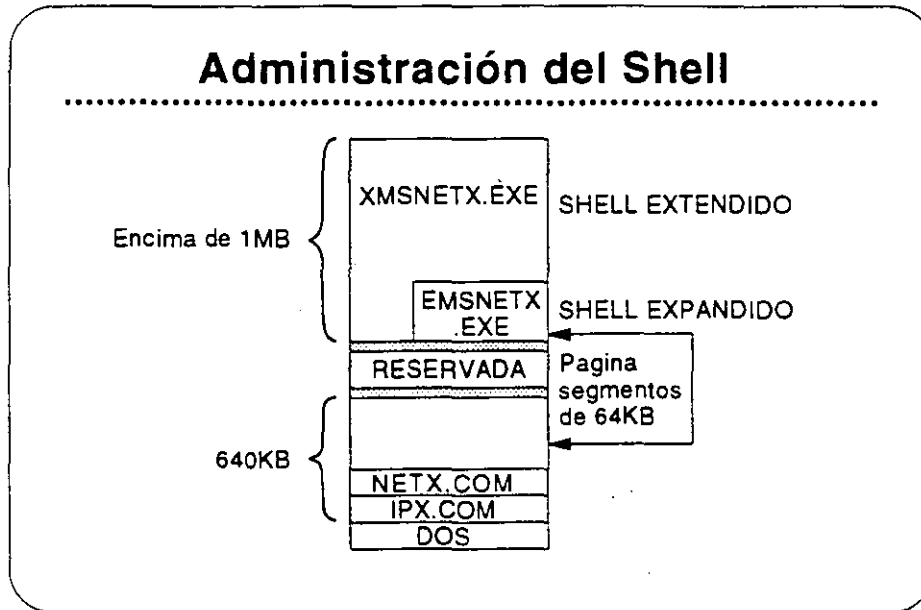 Administración del Shell
XMSNETX.EXE
SHELL EXTENDIDO
Encima de 1MB
EMSNETX
.EXE
SHELL EXPANDIDO
RESERVADA
Pagina
segmentos
de 64KB
640KB
NETX.COM
IPX.COM
DOS